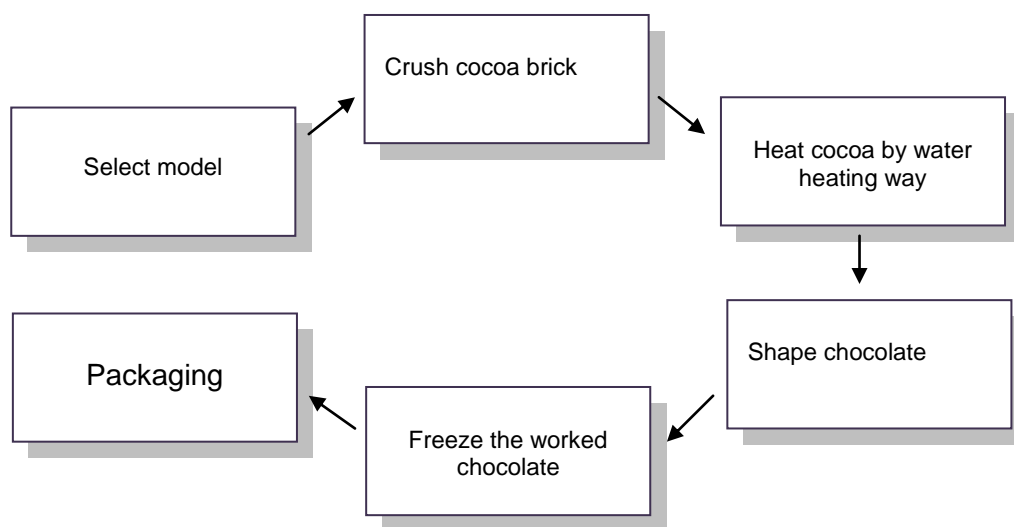 Select model
Crush cocoa brick
Heat cocoa by water
heating way
Shape chocolate
Freeze the worked
chocolate
Packaging